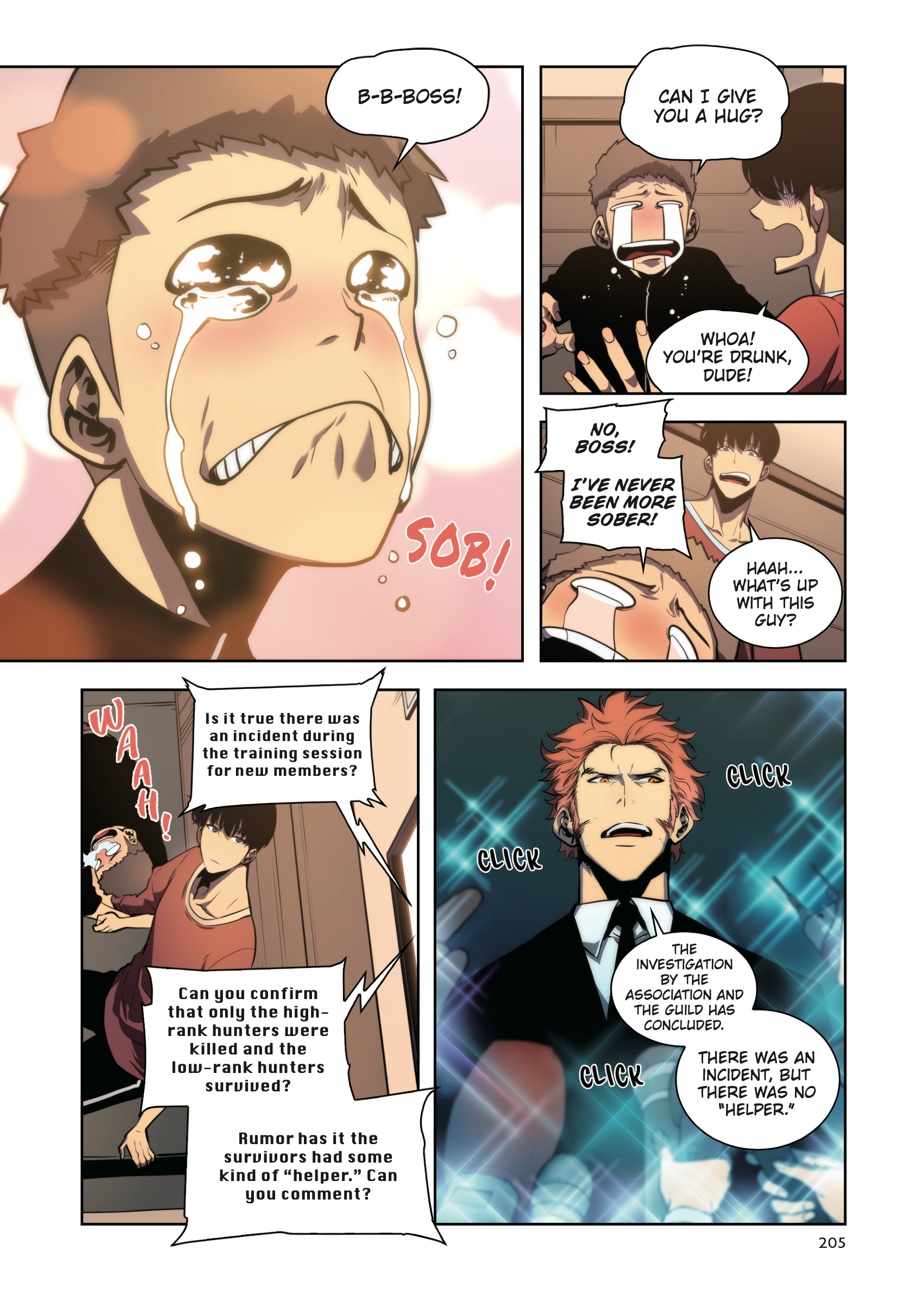 B-B-BOSS!
SOB!
CAN I GIVE
YOU A HUG?
WHOA!
YOU'RE DRUNK,
DUDE!
NO,
BOSS!
I'VE NEVER
BEEN MORE
SOBER!
HAAH...
WHAT'S UP
WITH THIS
GUY?
WAAH!
Is it true there was
an incident during
the training session
for new members?
Can you confirm
that only the high-
rank hunters were
killed and the
low-rank hunters
survived?
Rumor has it the
survivors had some
kind of "helper." Can
you comment?
CLICK
CLICK
THE
INVESTIGATION
BY THE
ASSOCIATION AND
THE GUILD HAS
CONCLUDED.
THERE WAS AN
INCIDENT, BUT
THERE WAS NO
"HELPER."
CLICK
205